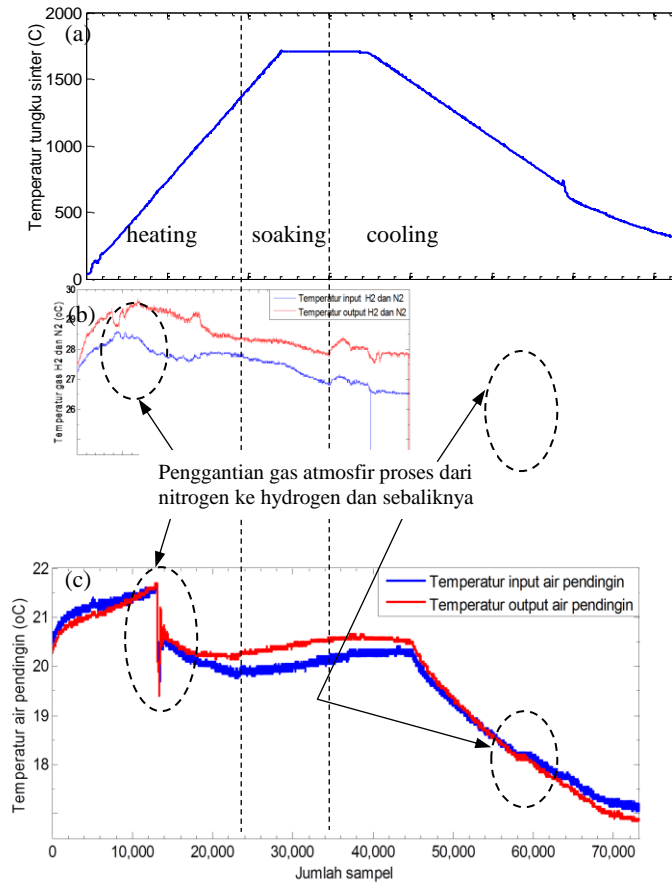 (a)
Temperatur tungku sinter (C)
2000
1500
1000
500
0
heating
soaking
cooling
(b)
Temperatur gas H2 dan N2 (oC)
30
29
28
27
26
Temperatur input H2 dan N2
Temperatur output H2 dan N2
Penggantian gas atmosfir proses dari
nitrogen ke hydrogen dan sebaliknya
(c)
Temperatur air pendingin (oC)
22
21
20
19
18
Temperatur input air pendingin
Temperatur output air pendingin
0
10,000
20,000
30,000
40,000
50,000
60,000
70,000
Jumlah sampel